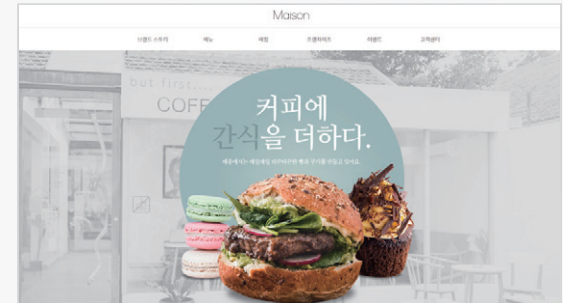 Maison
브랜드 스토리 메뉴 매장 프랜차이즈 이벤트 고객센터
but first....
COFF
커피에
간식을 더하다.